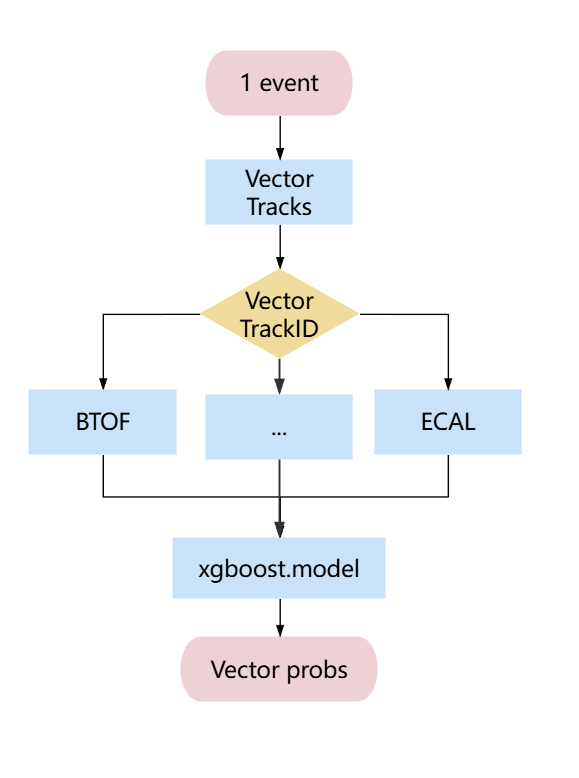 1 event
Vector
Tracks
Vector
TrackID
BTOF
...
ECAL
xgboost.model
Vector probs